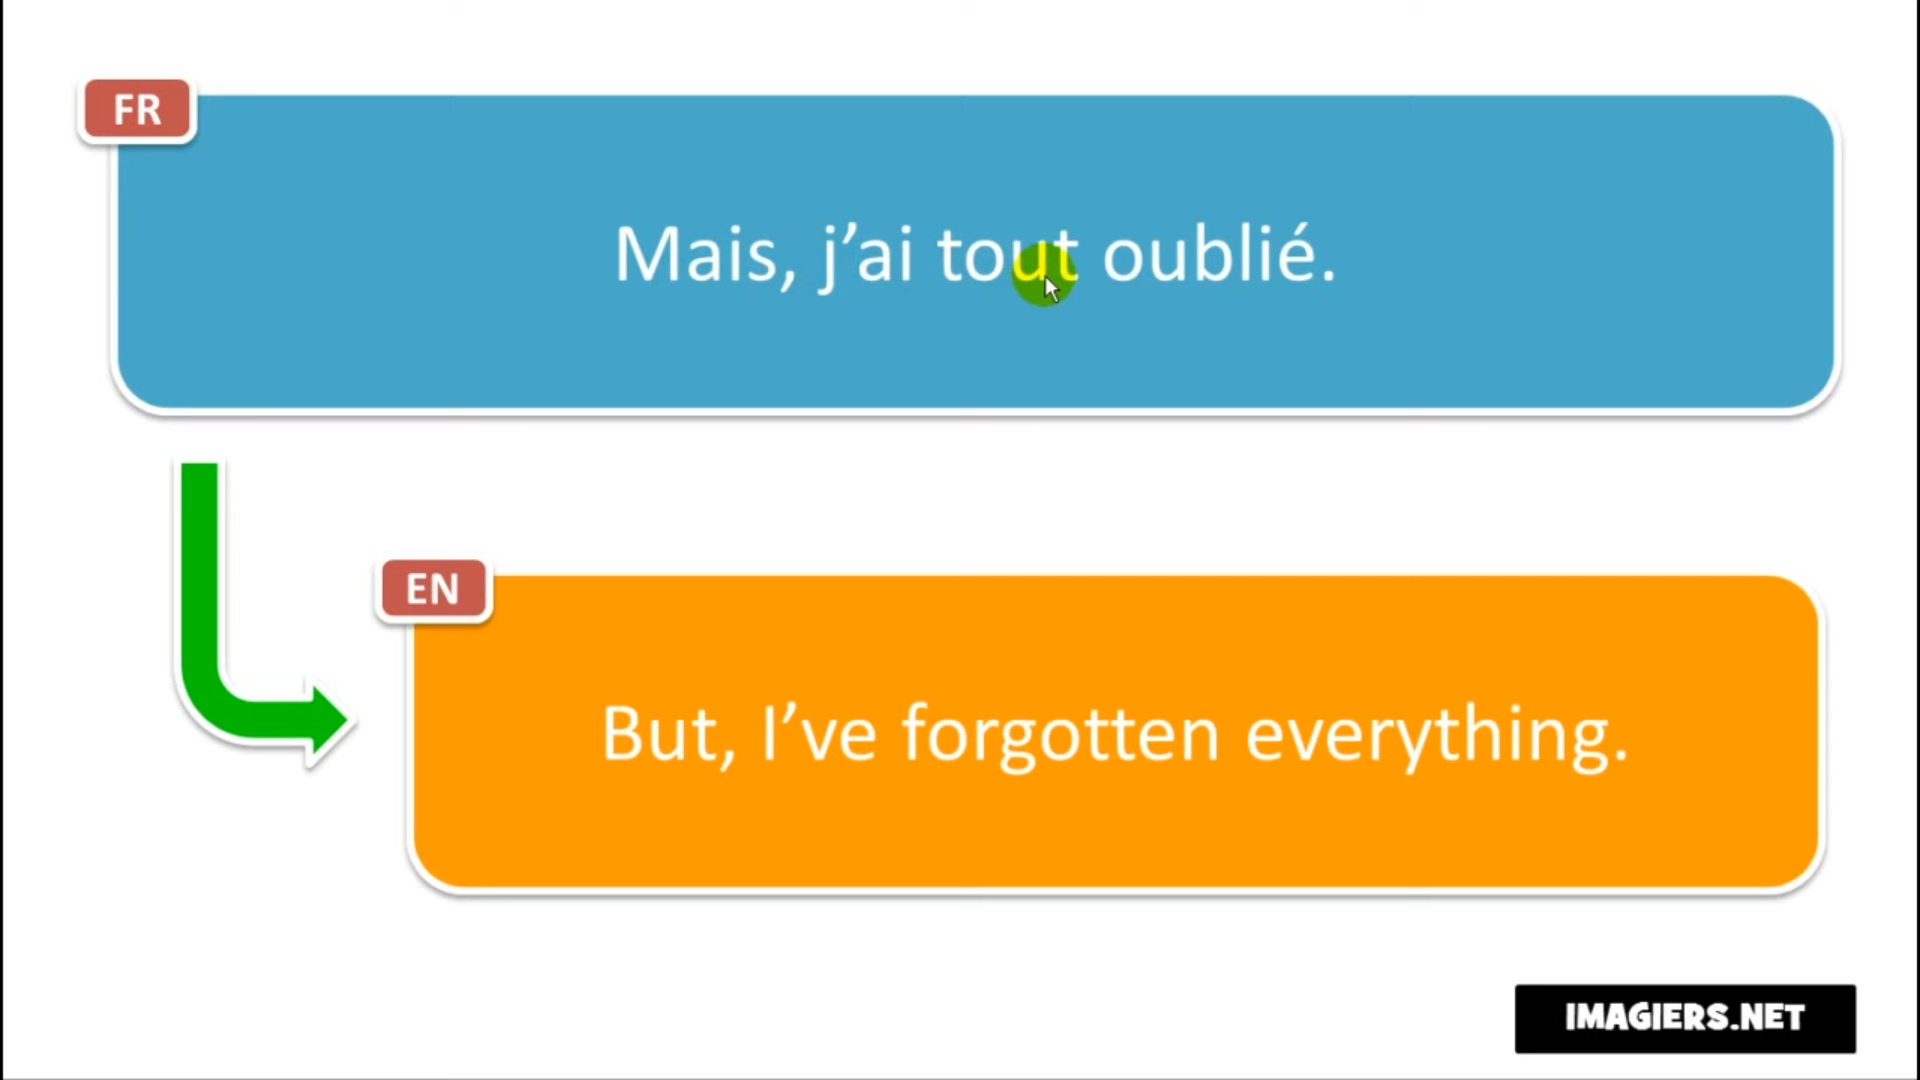 FR
Mais, j’ai tout oublié.
EN
But, I’ve forgotten everything.
IMAGIERS.NET